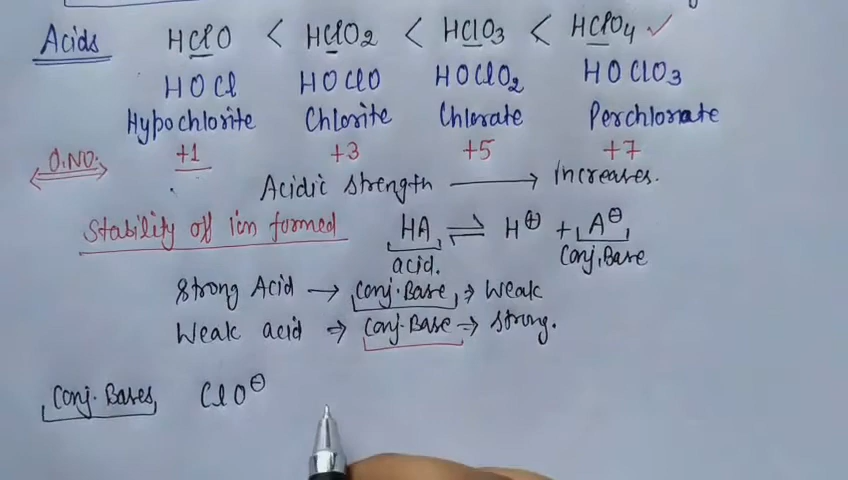 Acids HClO < HClO2 < HClO3 < HClO4 ✓
HOCl HOClO HOClO2 HOClO3
Hypochlorite Chlorite Chlorate Perchlorate
O.NO. +1 +3 +5 +7
Acidic strength → Increases.
Stability of ion formed HA ⇌ H⊕ + A⊖
acid. Conj. Base
Strong Acid → Conj. Base → Weak
Weak acid ⇒ Conj. Base ⇒ strong.
Conj. Bases ClO⊖